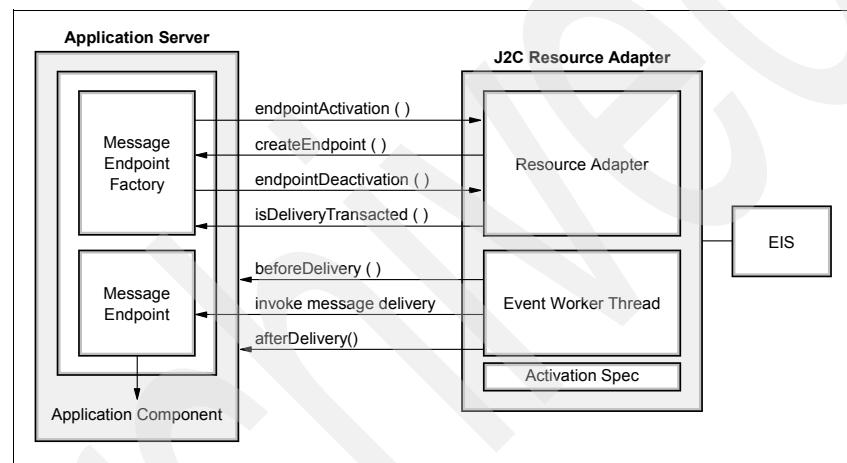 Application Server
J2C Resource Adapter
Message
Endpoint
Factory
endpointActivation ( )
createEndpoint ( )
endpointDeactivation ( )
isDeliveryTransacted ( )
Resource Adapter
EIS
Message
Endpoint
beforeDelivery ( )
invoke message delivery
afterDelivery()
Event Worker Thread
Activation Spec
Application Component